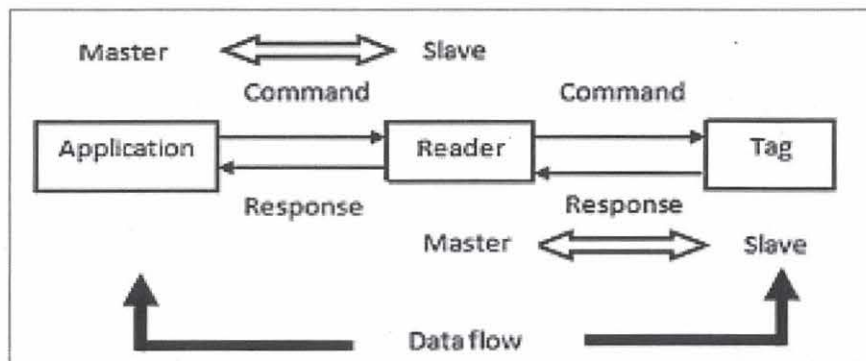 Master Slave
Command Command
Application Reader Tag
Response Response
Master Slave
Data flow